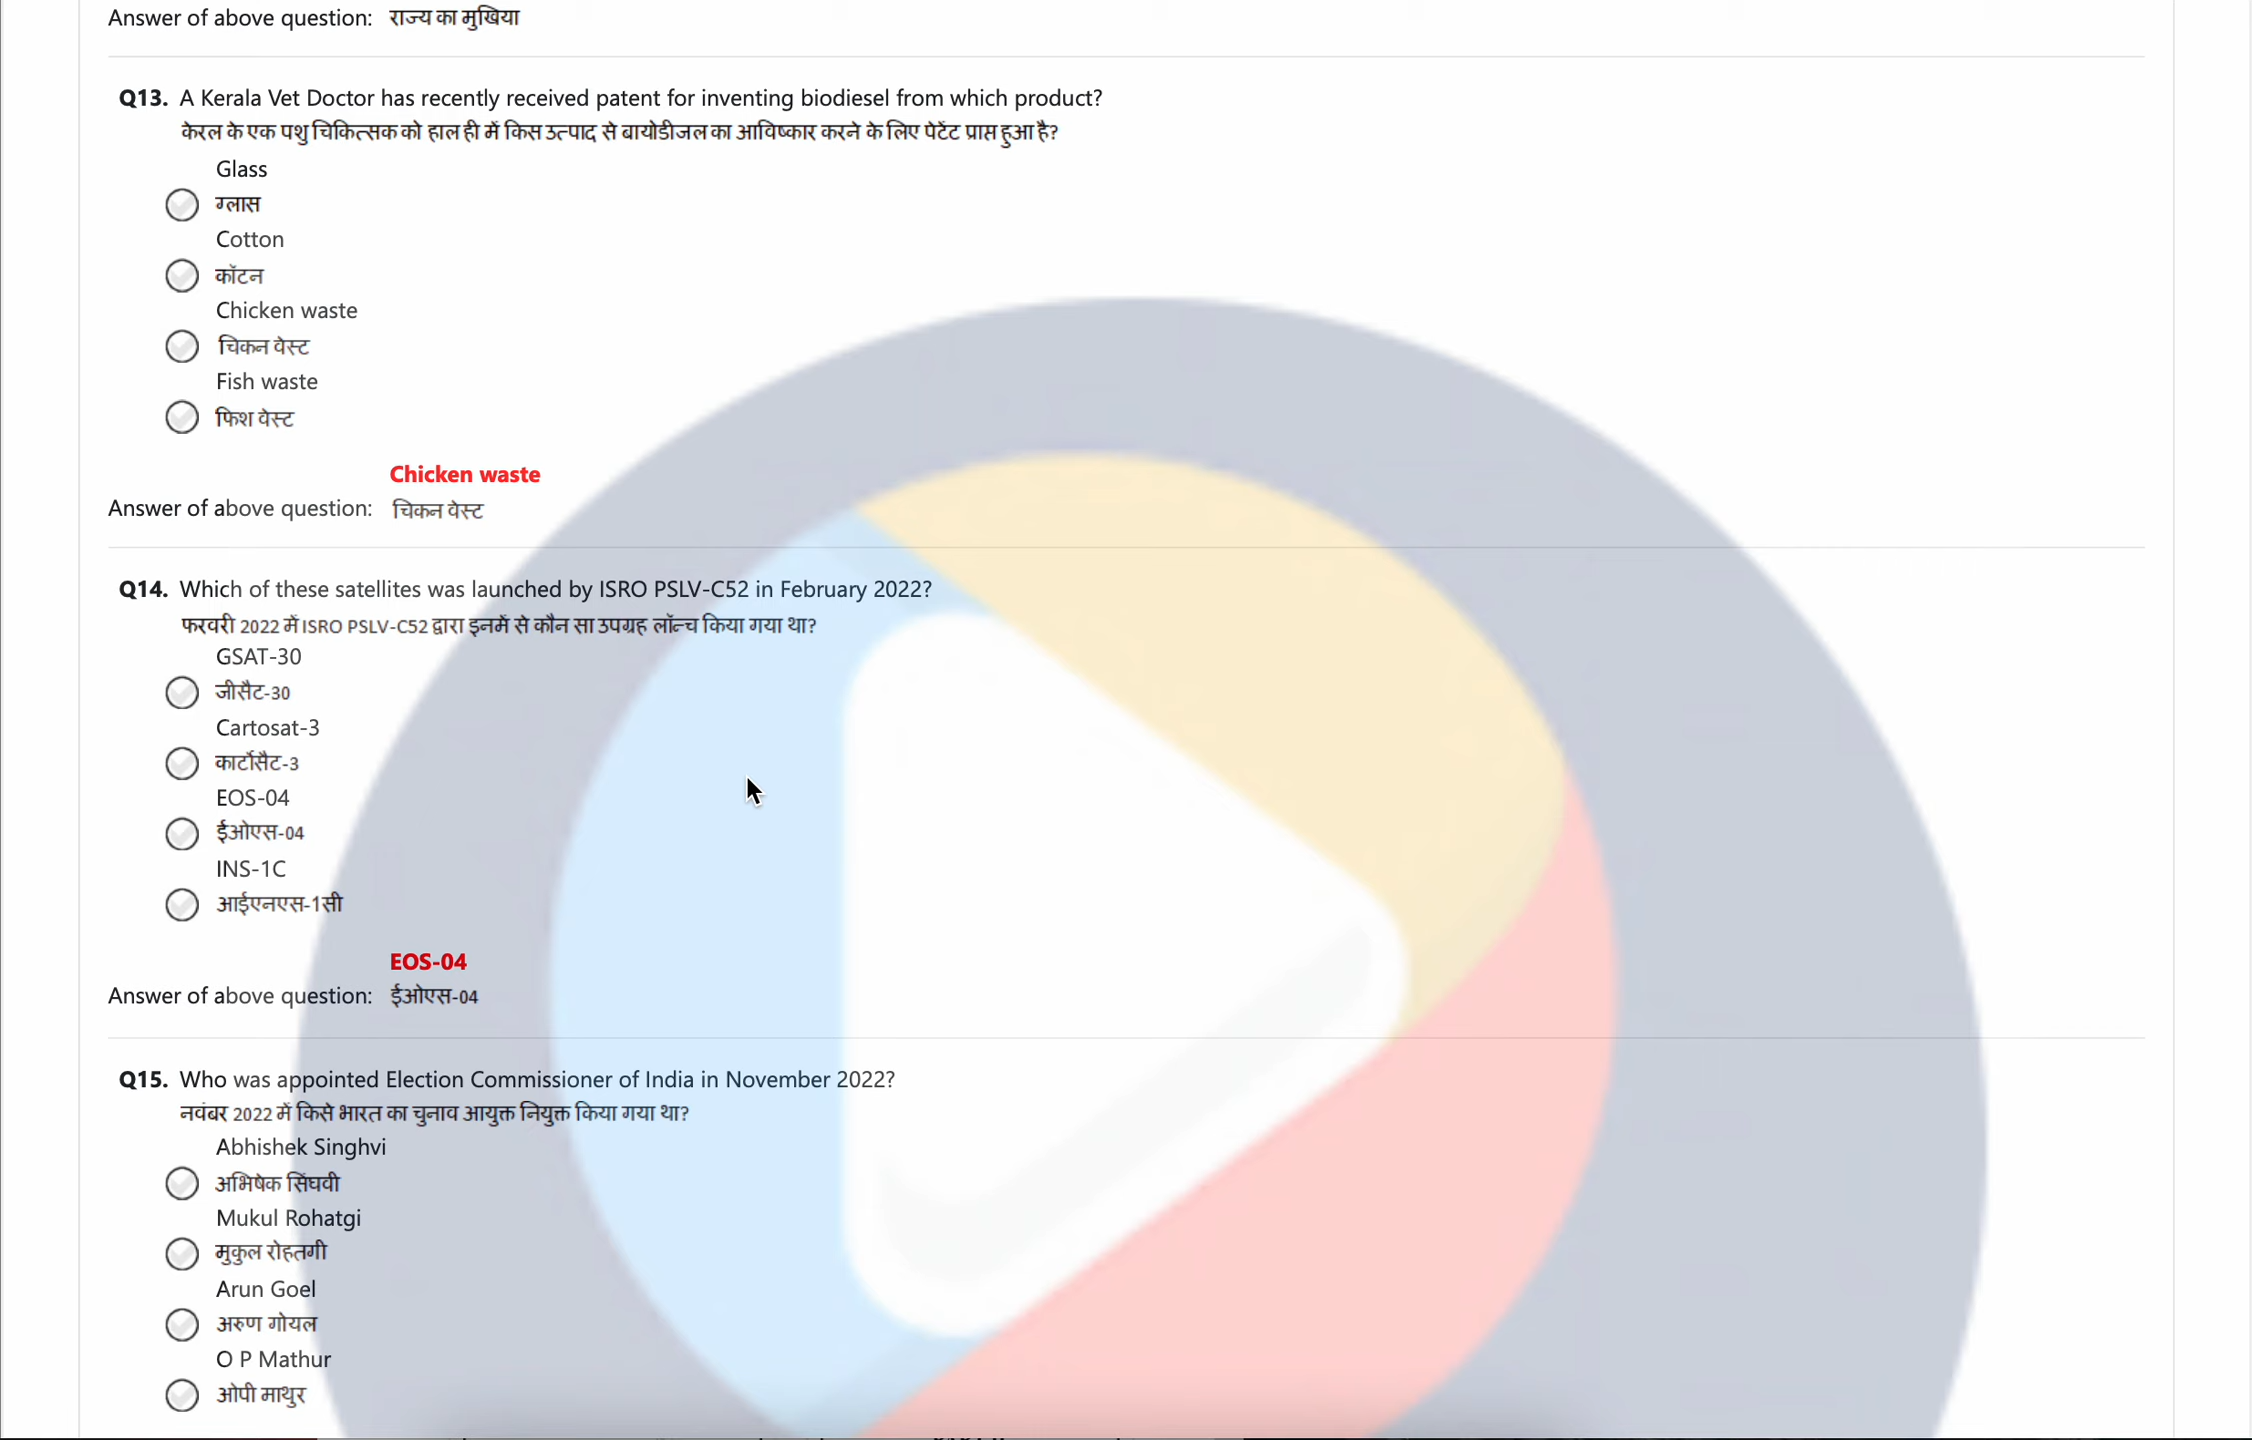 Answer of above question: राज्य का मुखिया
Q13. A Kerala Vet Doctor has recently received patent for inventing biodiesel from which product?
केरल के एक पशु चिकित्सक को हाल ही में किस उत्पाद से बायोडीजल का आविष्कार करने के लिए पेटेंट प्राप्त हुआ है?
Glass
ग्लास
Cotton
कॉटन
Chicken waste
चिकन वेस्ट
Fish waste
फिश वेस्ट
Chicken waste
Answer of above question: चिकन वेस्ट
Q14. Which of these satellites was launched by ISRO PSLV-C52 in February 2022?
फरवरी 2022 में ISRO PSLV-C52 द्वारा इनमें से कौन सा उपग्रह लॉन्च किया गया था?
GSAT-30
जीसैट-30
Cartosat-3
कार्टोसैट-3
EOS-04
ईओएस-04
INS-1C
आईएनएस-1सी
EOS-04
Answer of above question: ईओएस-04
Q15. Who was appointed Election Commissioner of India in November 2022?
नवंबर 2022 में किसे भारत का चुनाव आयुक्त नियुक्त किया गया था?
Abhishek Singhvi
अभिषेक सिंघवी
Mukul Rohatgi
मुकुल रोहतगी
Arun Goel
अरुण गोयल
O P Mathur
ओपी माथुर